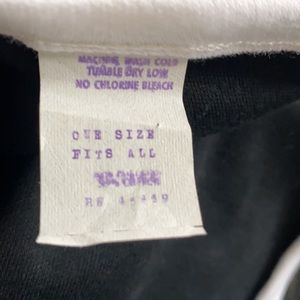 MACHINE WASH COLD
TUMBLE DRY LOW
NO CHLORINE BLEACH
ONE SIZE
FITS ALL
RN